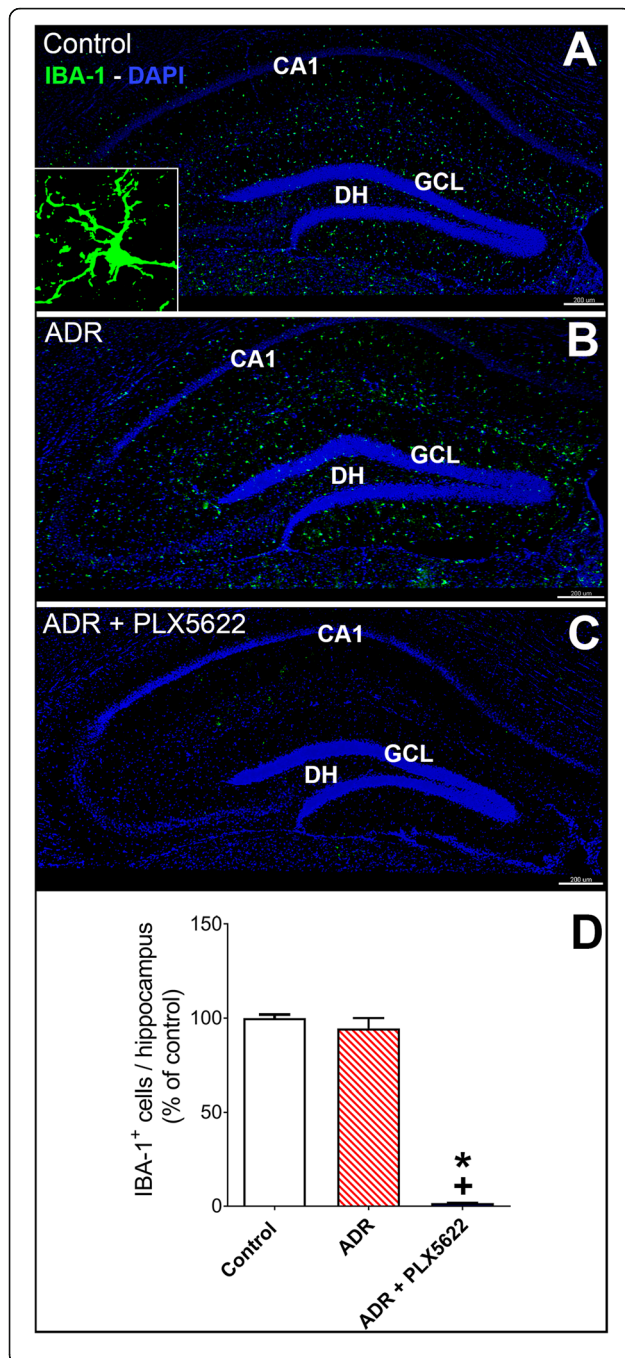 Control
A
IBA-1 - DAPI
CA1
GCL
DH
200 um
ADR
B
CA1
GCL
DH
200 um
ADR + PLX5622
C
CA1
GCL
DH
200 um
D
IBA-1+ cells / hippocampus
(% of control)
150
100
50
0
*
+
Control
ADR
ADR + PLX5622